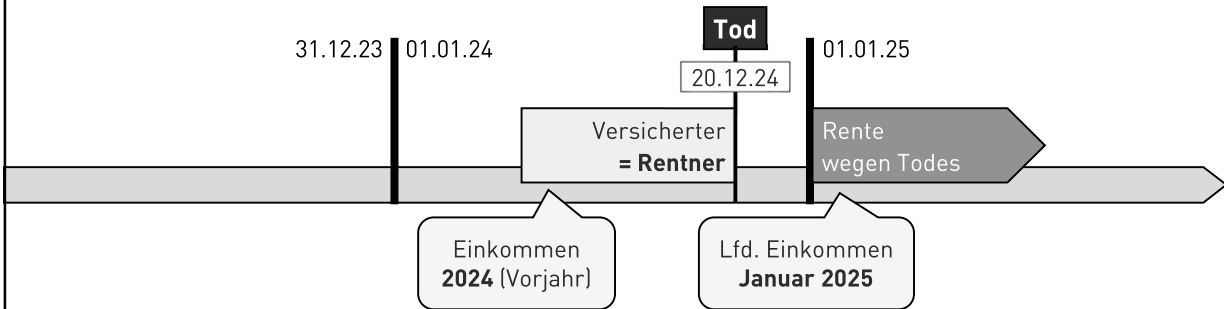 Tod
31.12.23 01.01.24
01.01.25
20.12.24
Versicherter
= Rentner
Rente
wegen Todes
Einkommen
2024 (Vorjahr)
Lfd. Einkommen
Januar 2025